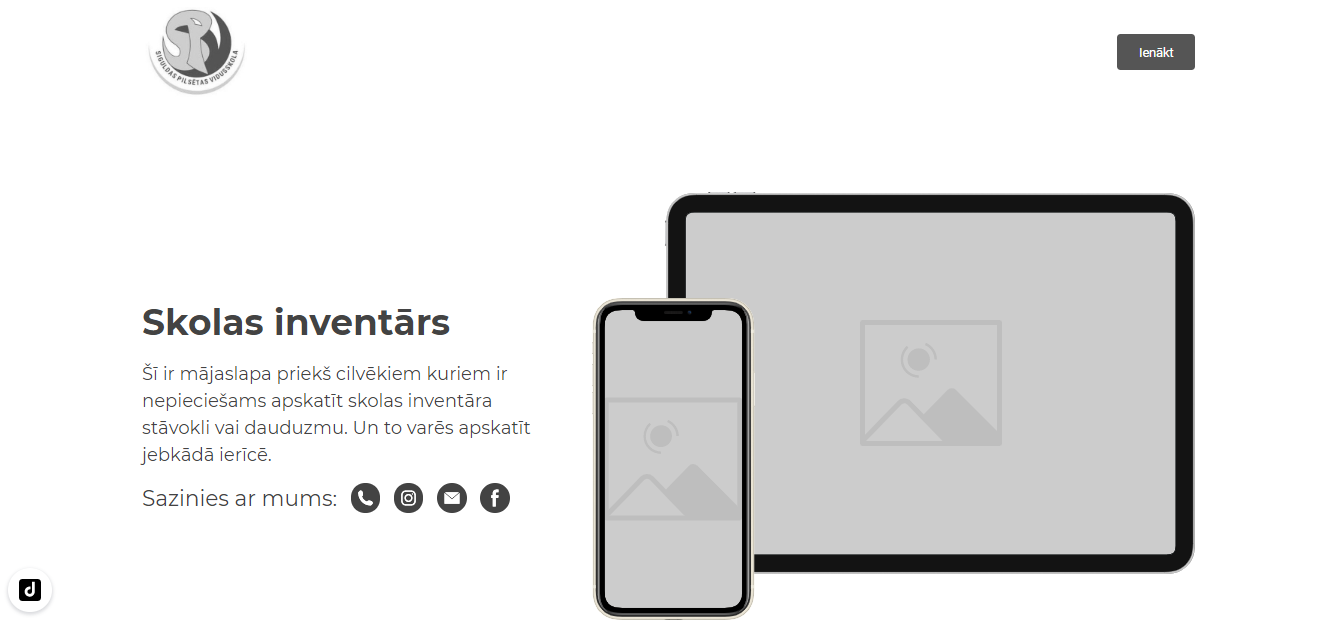 SIGULDAS PILSĒTAS VIDUSSKOLA
Ienākt
Skolas inventārs
Šī ir mājaslapa priekš cilvēkiem kuriem ir
nepieciešams apskatīt skolas inventāra
stāvokli vai dauduzmu. Un to varēs apskatīt
jebkādā ierīcē.
Sazinies ar mums: